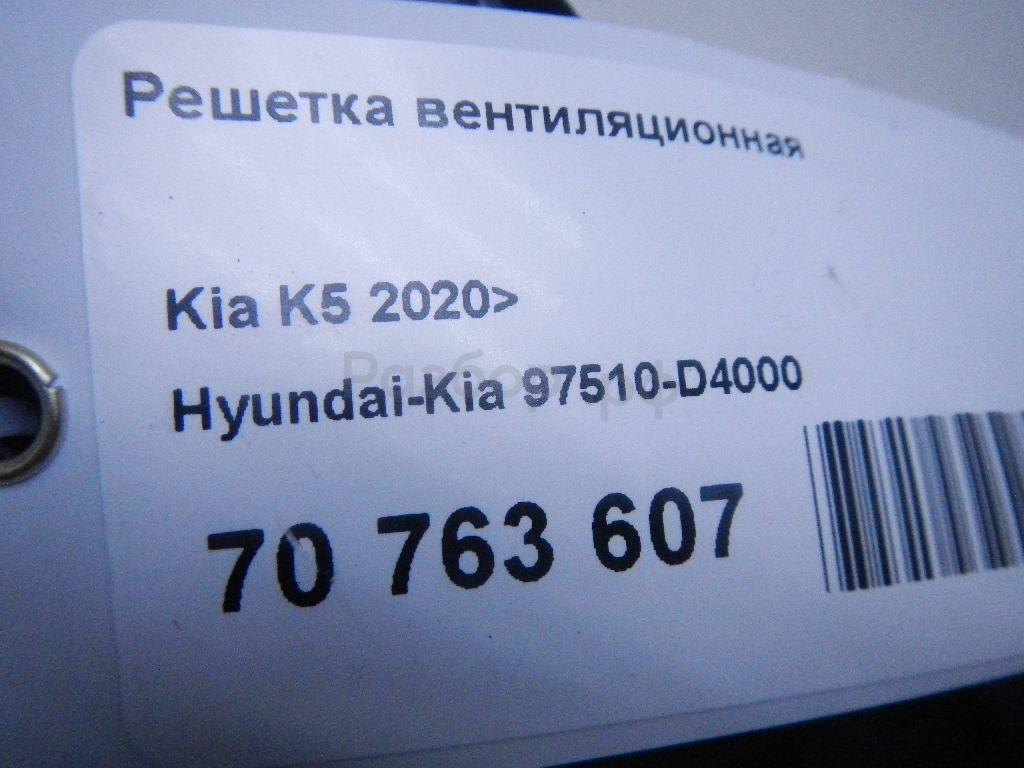 Решетка вентиляционная
Kia K5 2020>
Hyundai-Kia 97510-D4000
70 763 607